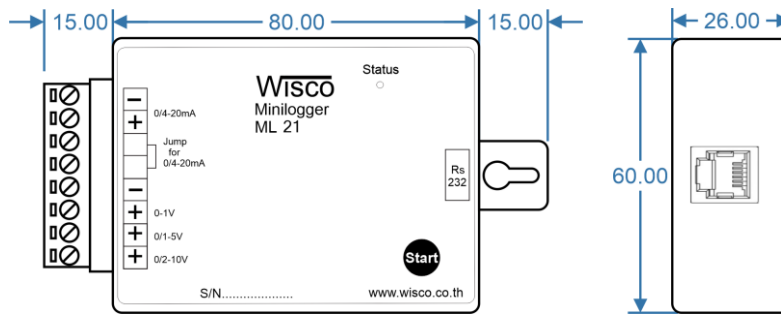 15.00
80.00
15.00
26.00
Wisco
Minilogger
ML 21
Status
−
0/4-20mA
+
Jump
for
0/4-20mA
−
+ 0-1V
+ 0/1-5V
+ 0/2-10V
Rs
232
60.00
Start
S/N....................
www.wisco.co.th